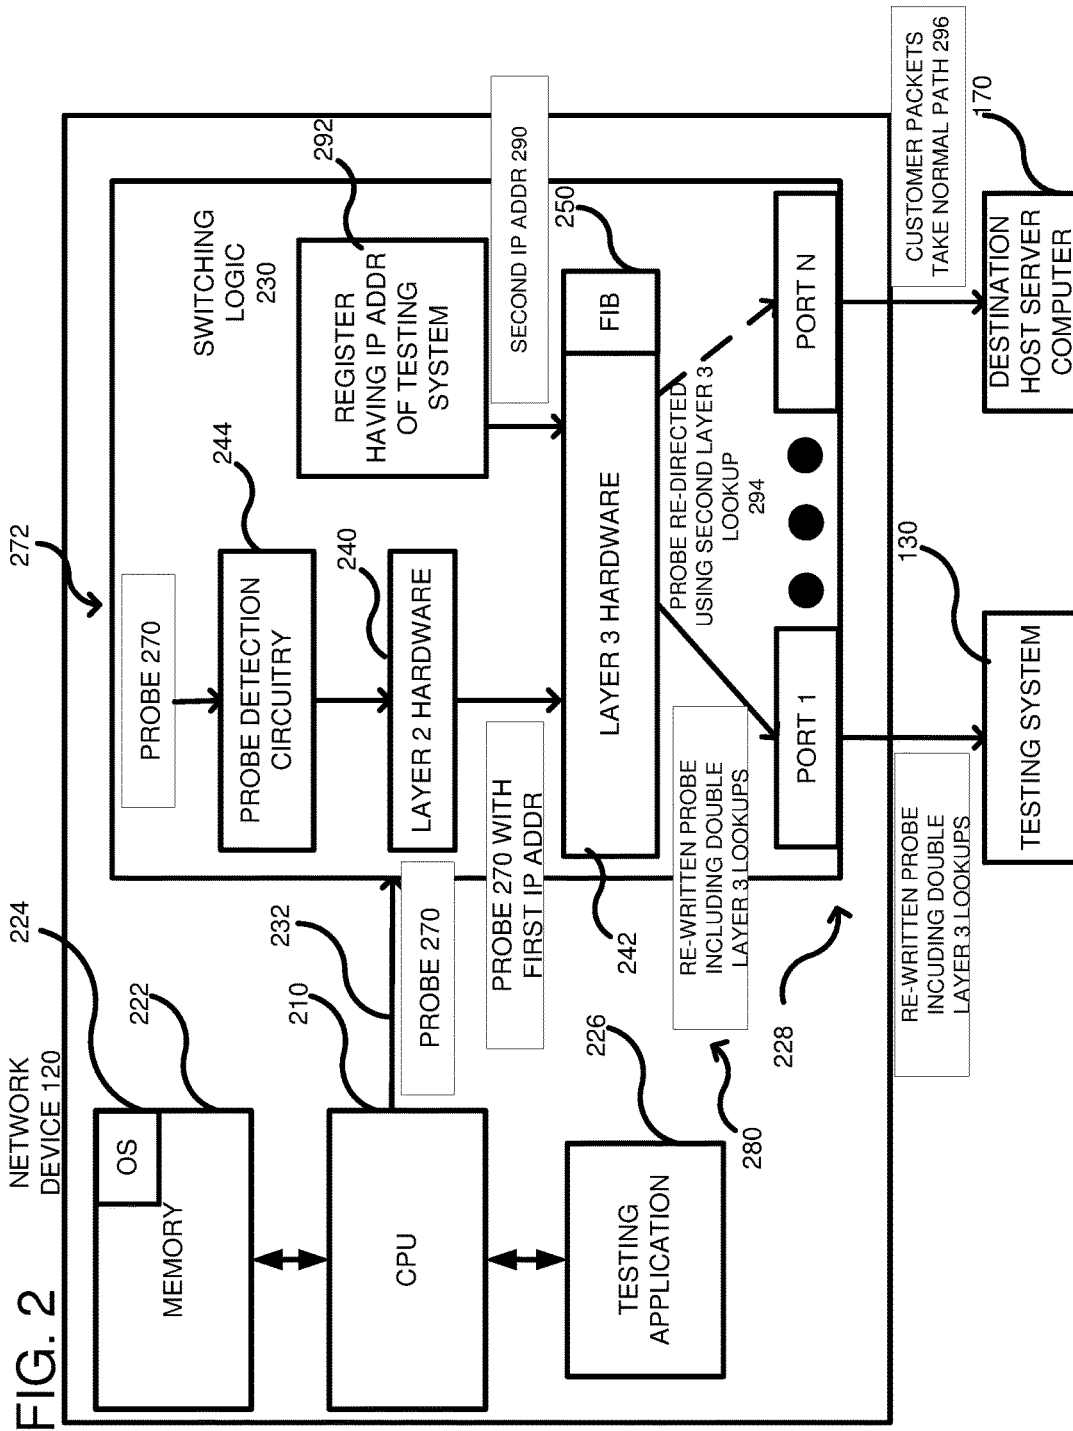 FIG. 2
NETWORK
DEVICE 120
224
222
OS
MEMORY
210
232
CPU
PROBE 270
226
TESTING
APPLICATION
280
228
272
PROBE 270
244
PROBE DETECTION
CIRCUITRY
240
LAYER 2 HARDWARE
PROBE 270 WITH
FIRST IP ADDR
SWITCHING
LOGIC
230
292
REGISTER
HAVING IP ADDR
OF TESTING
SYSTEM
SECOND IP ADDR 290
250
242
LAYER 3 HARDWARE
FIB
RE-WRITTEN PROBE
INCLUDING DOUBLE
LAYER 3 LOOKUPS
PROBE RE-DIRECTED
USING SECOND LAYER 3
LOOKUP
294
PORT 1
PORT N
RE-WRITTEN PROBE
INCUDING DOUBLE
LAYER 3 LOOKUPS
130
TESTING SYSTEM
CUSTOMER PACKETS
TAKE NORMAL PATH 296
170
DESTINATION
HOST SERVER
COMPUTER